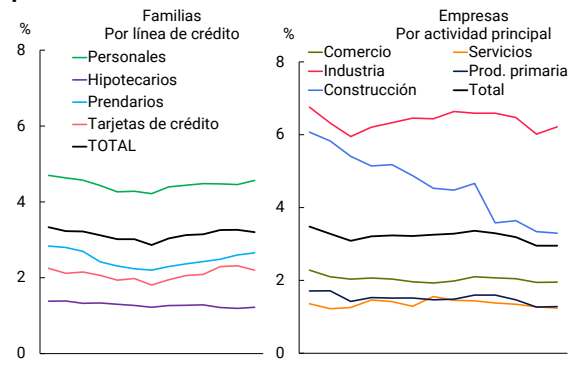 Familias
Por línea de crédito
%
8
6
4
2
0
Personales
Hipotecarios
Prendarios
Tarjetas de crédito
TOTAL
Empresas
Por actividad principal
%
8
6
4
2
0
Comercio
Servicios
Industria
Prod. primaria
Construcción
Total